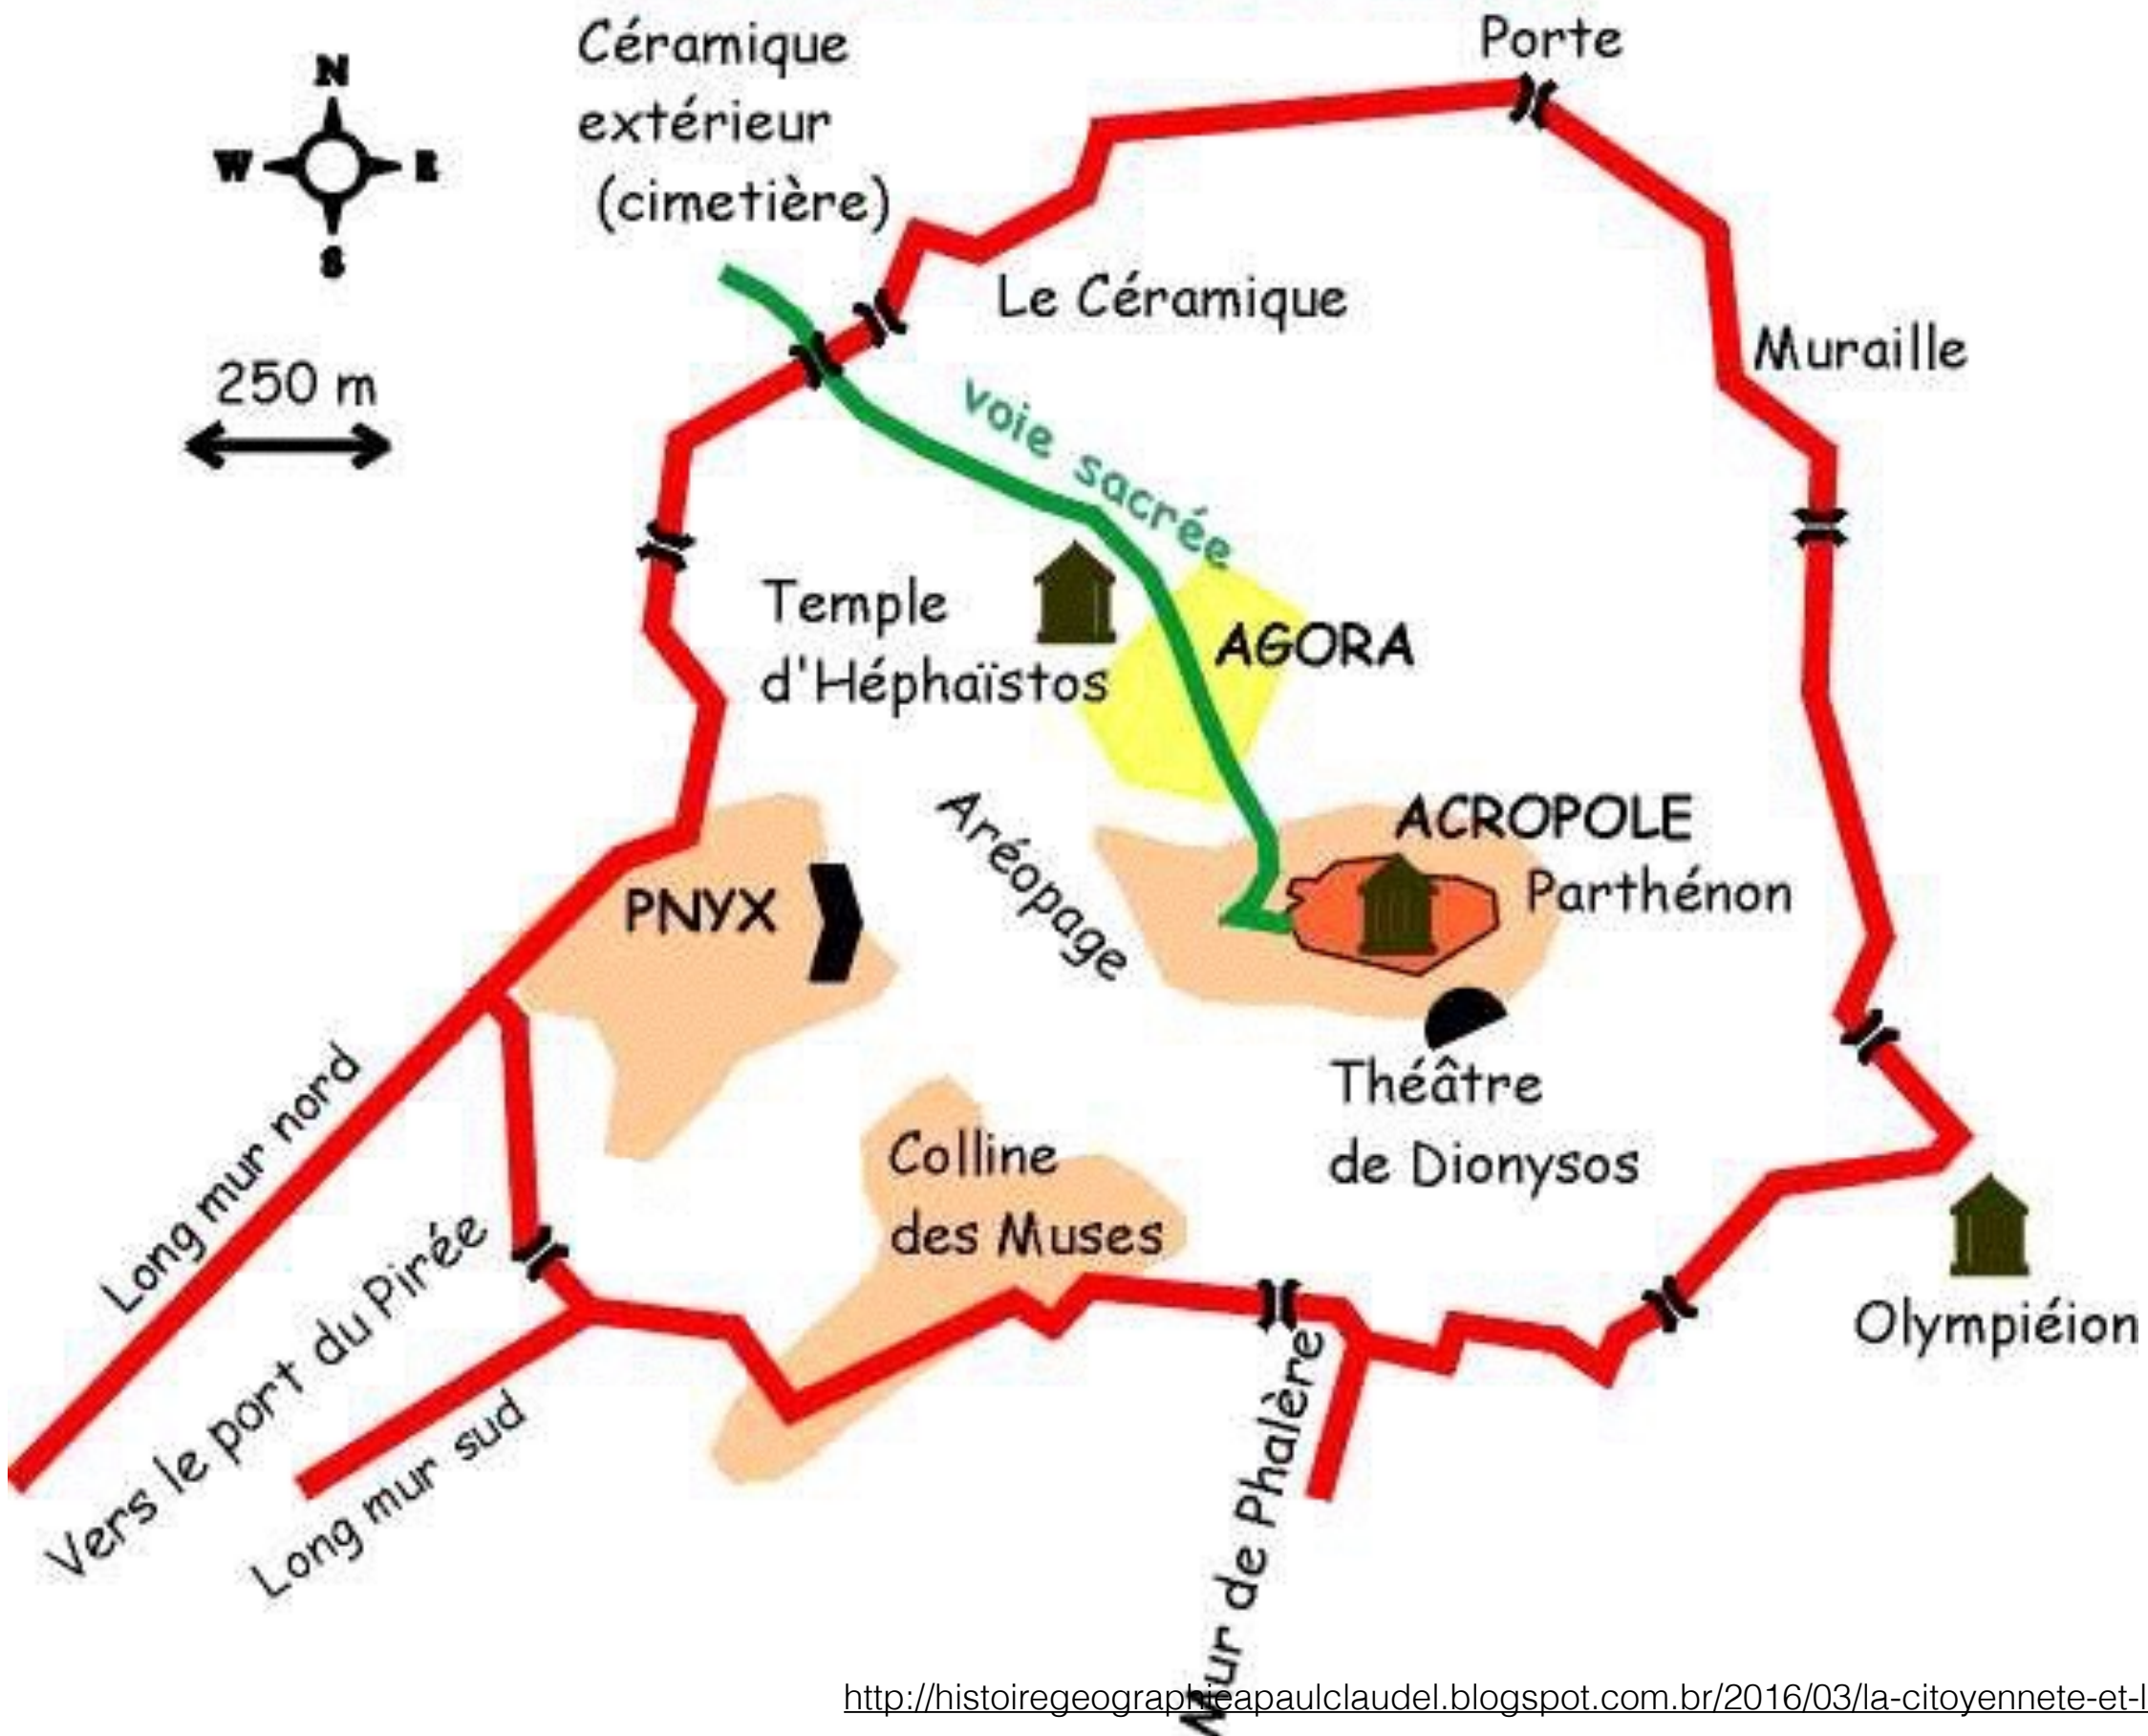 Céramique
extérieur
(cimetière)
Porte
N
W
E
S
250 m
Le Céramique
Muraille
voie sacrée
Temple
d'Héphaïstos
AGORA
Aréopage
ACROPOLE
Parthénon
PNYX
Théâtre
de Dionysos
Colline
des Muses
Long mur nord
Vers le port du Pirée
Long mur sud
Mur de Phalère
Olympiéion
http://histoiregeographieapaulclaudel.blogspot.com.br/2016/03/la-citoyennete-et-l